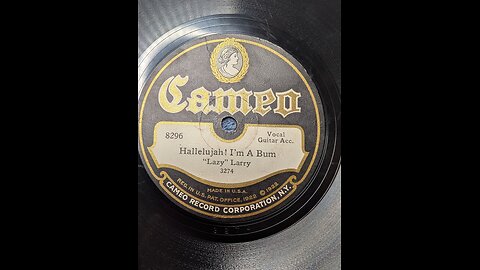 Cameo
8296
Vocal
Guitar Acc.
Hallelujah! I'm A Bum
"Lazy" Larry
3274
MADE IN U.S.A.
REG. IN U.S. PAT. OFFICE, 1922.
CAMEO RECORD CORPORATION, N.Y.